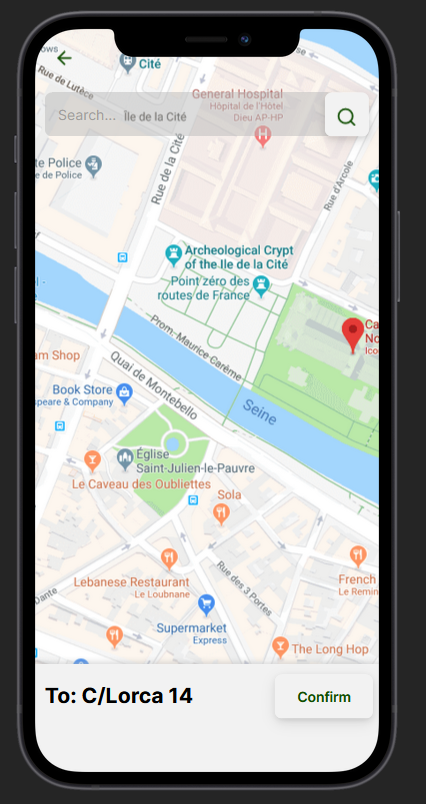 ows
Cité
Rue de Lutèce
General Hospital
Hôpital de l'Hôtel
Dieu AP-HP
Search... Île de la Cité
Rue de la Cité
Rue d'Arcole
te Police
e de Police
Archeological Crypt
of the Ile de la Cité
Point zéro des
routes de France
Ca
No
Ico
Prom. Maurice Carême
am Shop
Quai de Montebello
Book Store
speare & Company
Seine
Église
Saint-Julien-le-Pauvre
Le Caveau des Oubliettes
Sola
Lebanese Restaurant
Le Loubnane
Rue des 3 Portes
French
Le Remin
Dante
Supermarket
Express
The Long Hop
To: C/Lorca 14
Confirm